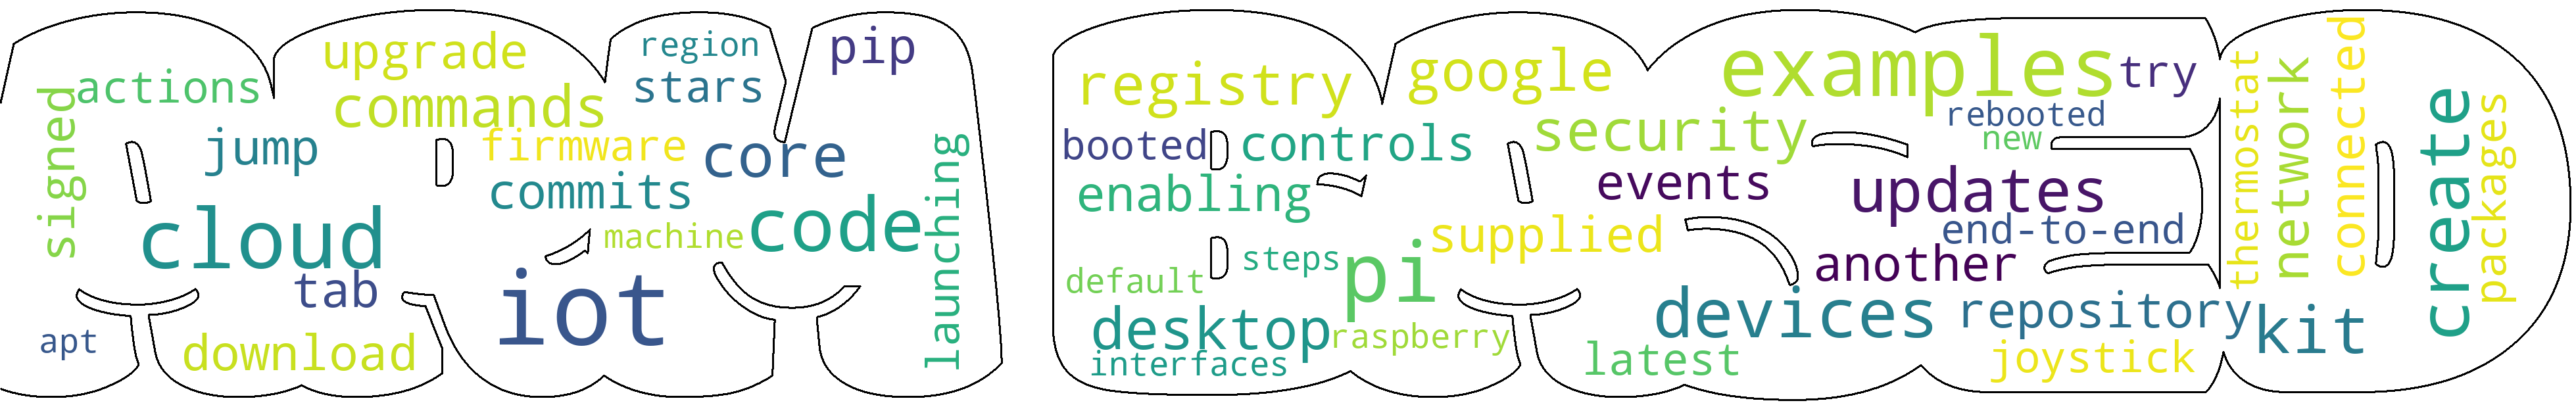 signed
actions
upgrade
commands
region
stars
pip
jump
firmware
core
commits
launching
cloud
machine
code
tab
iot
apt
download
registry
google
examples
try
booted
controls
security
rebooted
new
enabling
events
updates
supplied
end-to-end
default
steps
pi
another
desktop
raspberry
devices
repository
interfaces
latest
joystick
kit
thermostat
network
connected
create
packages